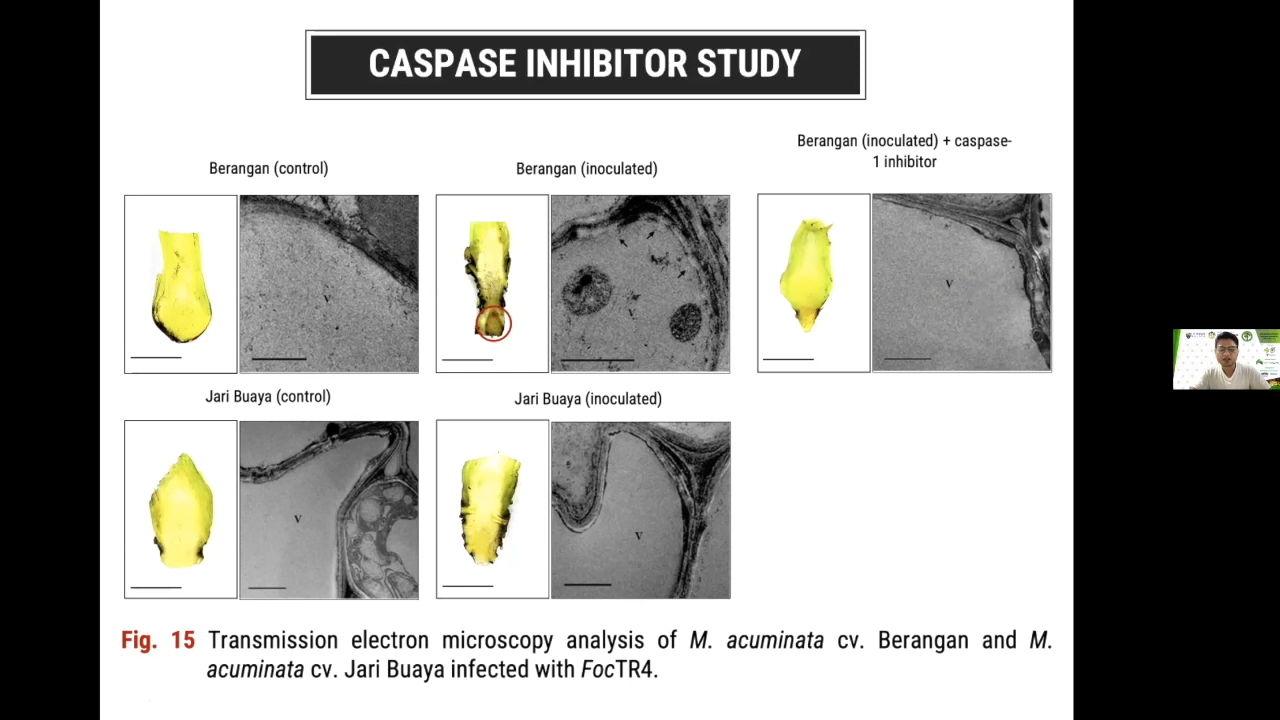 CASPASE INHIBITOR STUDY
Berangan (control)
Berangan (inoculated)
Berangan (inoculated) + caspase-
1 inhibitor
V
V
V
Jari Buaya (control)
Jari Buaya (inoculated)
V
V
Fig. 15 Transmission electron microscopy analysis of M. acuminata cv. Berangan and M.
acuminata cv. Jari Buaya infected with FocTR4.